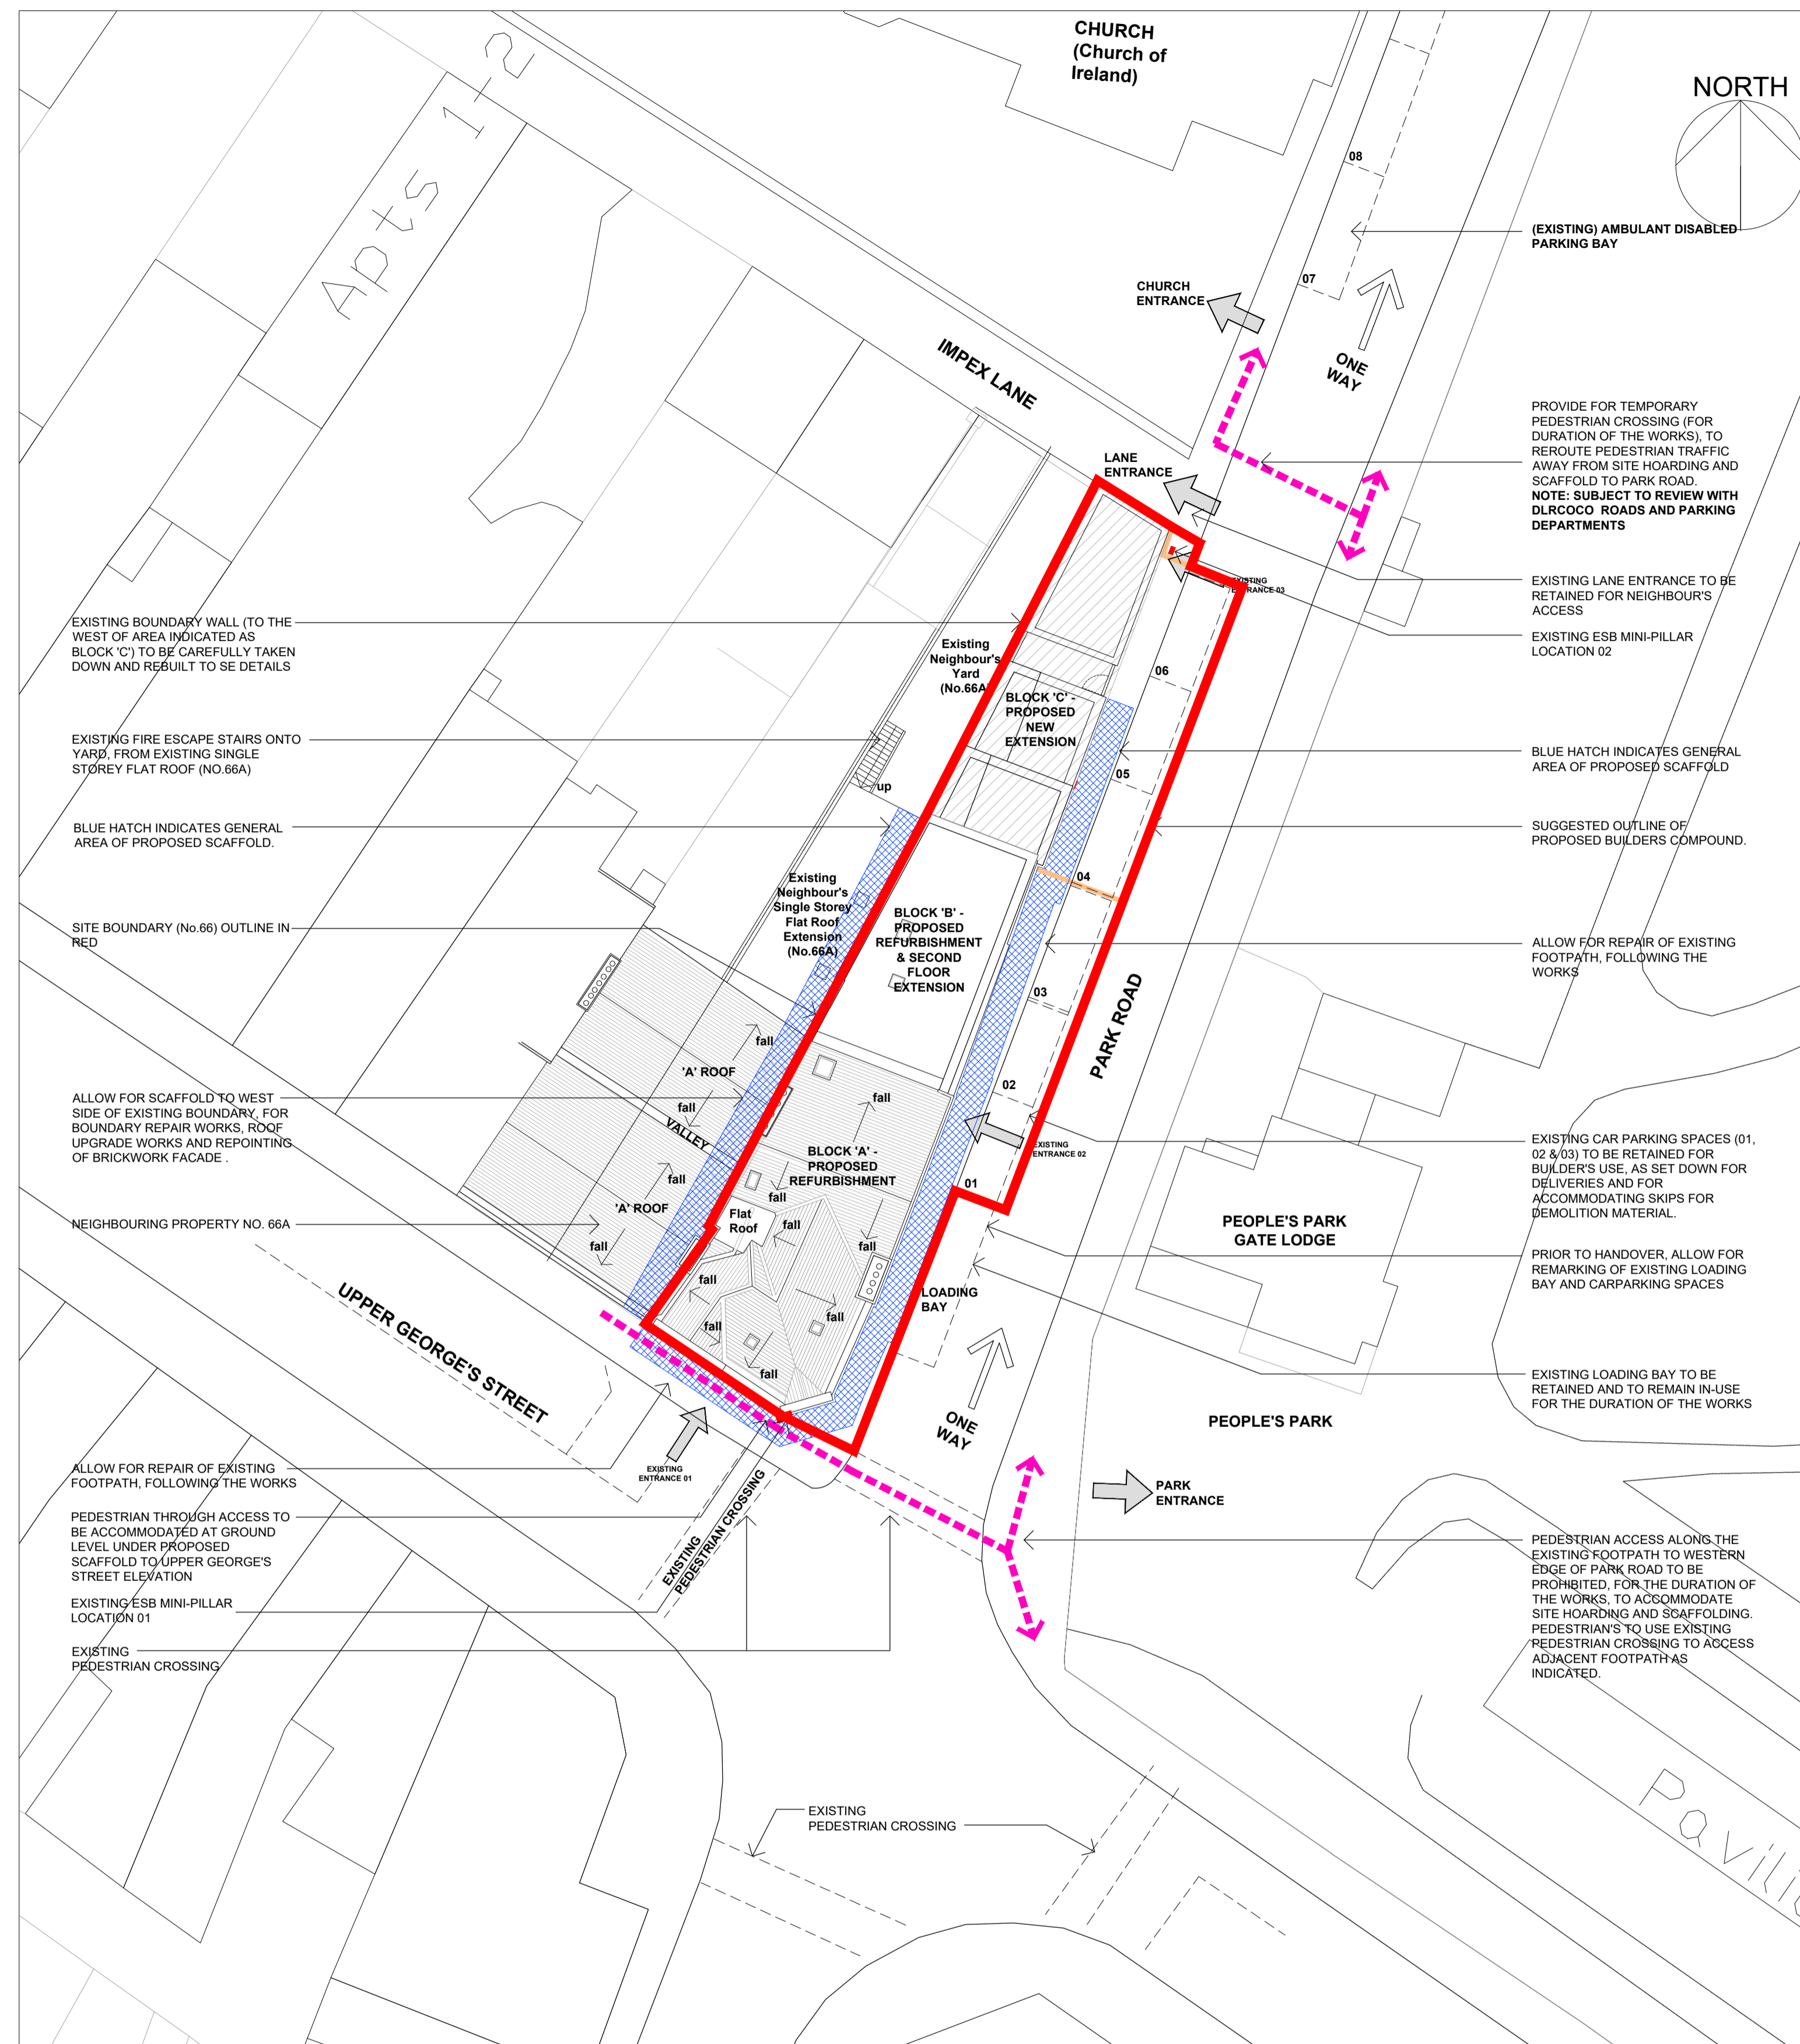 CHURCH
(Church of
Ireland)
NORTH
Apts 1-2
08
(EXISTING) AMBULANT DISABLED
PARKING BAY
07
CHURCH
ENTRANCE
ONE
WAY
IMPEX LANE
PROVIDE FOR TEMPORARY
PEDESTRIAN CROSSING (FOR
DURATION OF THE WORKS), TO
REROUTE PEDESTRIAN TRAFFIC
AWAY FROM SITE HOARDING AND
SCAFFOLD TO PARK ROAD.
NOTE: SUBJECT TO REVIEW WITH
DLRCOCO ROADS AND PARKING
DEPARTMENTS
LANE
ENTRANCE
EXISTING
ENTRANCE 03
EXISTING LANE ENTRANCE TO BE
RETAINED FOR NEIGHBOUR'S
ACCESS
EXISTING ESB MINI-PILLAR
LOCATION 02
EXISTING BOUNDARY WALL (TO THE
WEST OF AREA INDICATED AS
BLOCK 'C') TO BE CAREFULLY TAKEN
DOWN AND REBUILT TO SE DETAILS
Existing
Neighbour's
Yard
(No.66A)
06
BLOCK 'C' -
PROPOSED
NEW
EXTENSION
EXISTING FIRE ESCAPE STAIRS ONTO
YARD, FROM EXISTING SINGLE
STOREY FLAT ROOF (NO.66A)
up
05
BLUE HATCH INDICATES GENERAL
AREA OF PROPOSED SCAFFOLD
BLUE HATCH INDICATES GENERAL
AREA OF PROPOSED SCAFFOLD.
SUGGESTED OUTLINE OF
PROPOSED BUILDERS COMPOUND.
04
Existing
Neighbour's
Single Storey
Flat Roof
Extension
(No.66A)
BLOCK 'B' -
PROPOSED
REFURBISHMENT
& SECOND
FLOOR
EXTENSION
SITE BOUNDARY (No.66) OUTLINE IN
RED
ALLOW FOR REPAIR OF EXISTING
FOOTPATH, FOLLOWING THE
WORKS
03
PARK ROAD
fall
'A' ROOF
fall
VALLEY
02
fall
ALLOW FOR SCAFFOLD TO WEST
SIDE OF EXISTING BOUNDARY, FOR
BOUNDARY REPAIR WORKS, ROOF
UPGRADE WORKS AND REPOINTING
OF BRICKWORK FACADE .
BLOCK 'A' -
PROPOSED
REFURBISHMENT
EXISTING
ENTRANCE 02
EXISTING CAR PARKING SPACES (01,
02 & 03) TO BE RETAINED FOR
BUILDER'S USE, AS SET DOWN FOR
DELIVERIES AND FOR
ACCOMMODATING SKIPS FOR
DEMOLITION MATERIAL.
01
fall
fall
'A' ROOF
Flat
Roof
fall
fall
fall
NEIGHBOURING PROPERTY NO. 66A
PEOPLE'S PARK
GATE LODGE
PRIOR TO HANDOVER, ALLOW FOR
REMARKING OF EXISTING LOADING
BAY AND CARPARKING SPACES
fall
LOADING
BAY
fall
fall
fall
UPPER GEORGE'S STREET
EXISTING LOADING BAY TO BE
RETAINED AND TO REMAIN IN-USE
FOR THE DURATION OF THE WORKS
ONE
WAY
PEOPLE'S PARK
ALLOW FOR REPAIR OF EXISTING
FOOTPATH, FOLLOWING THE WORKS
EXISTING
ENTRANCE 01
PARK
ENTRANCE
PEDESTRIAN THROUGH ACCESS TO
BE ACCOMMODATED AT GROUND
LEVEL UNDER PROPOSED
SCAFFOLD TO UPPER GEORGE'S
STREET ELEVATION
EXISTING
PEDESTRIAN CROSSING
PEDESTRIAN ACCESS ALONG THE
EXISTING FOOTPATH TO WESTERN
EDGE OF PARK ROAD TO BE
PROHIBITED, FOR THE DURATION OF
THE WORKS, TO ACCOMMODATE
SITE HOARDING AND SCAFFOLDING.
PEDESTRIAN'S TO USE EXISTING
PEDESTRIAN CROSSING TO ACCESS
ADJACENT FOOTPATH AS
INDICATED.
EXISTING ESB MINI-PILLAR
LOCATION 01
EXISTING
PEDESTRIAN CROSSING
EXISTING
PEDESTRIAN CROSSING